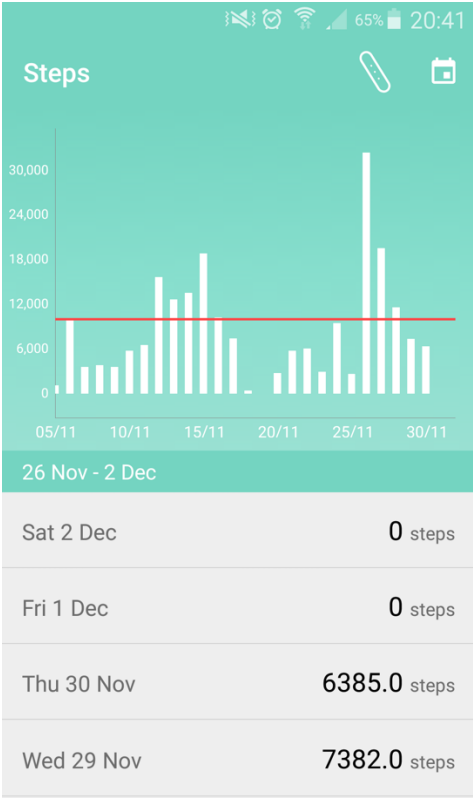 65% 20:41
Steps
30,000
24,000
18,000
12,000
6,000
0
05/11 10/11 15/11 20/11 25/11 30/11
26 Nov - 2 Dec
Sat 2 Dec 0 steps
Fri 1 Dec 0 steps
Thu 30 Nov 6385.0 steps
Wed 29 Nov 7382.0 steps